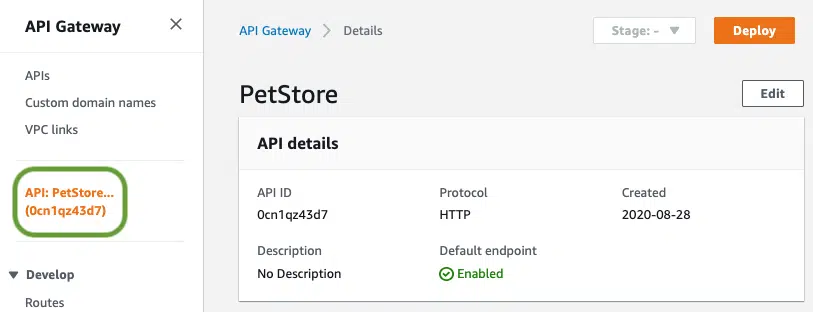 API Gateway
APIs
Custom domain names
VPC links
API: PetStore...
(0cn1qz43d7)
Develop
Routes
API Gateway Details
Stage: -
Deploy
PetStore
Edit
API details
API ID Protocol Created
0cn1qz43d7 HTTP 2020-08-28
Description Default endpoint
No Description Enabled